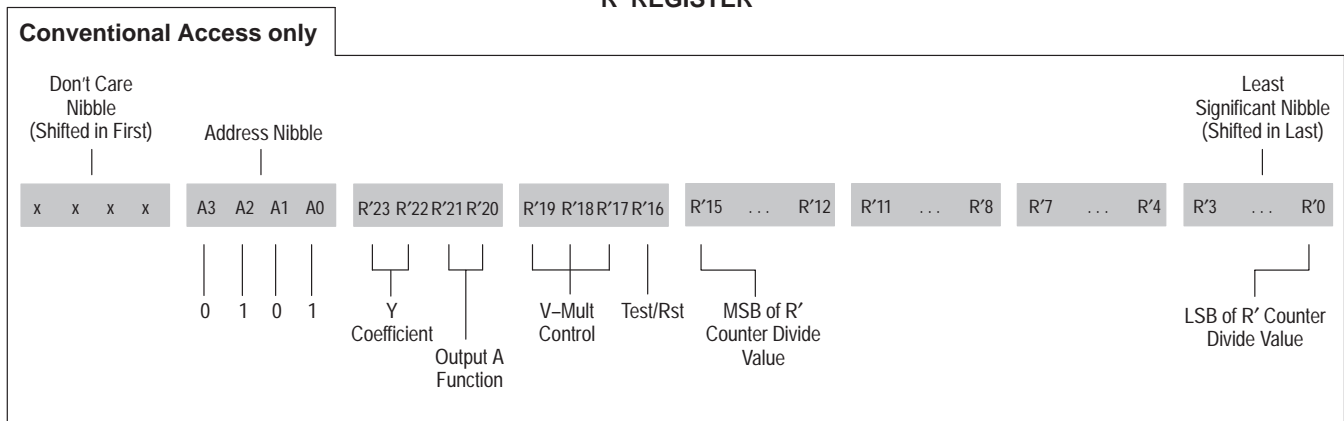 R′ REGISTER
Conventional Access only
Don't Care
Nibble
(Shifted in First)
Address Nibble
Least
Significant Nibble
(Shifted in Last)
x x x x A3 A2 A1 A0 R′23 R′22 R′21 R′20 R′19 R′18 R′17 R′16 R′15 . . . R′12 R′11 . . . R′8 R′7 . . . R′4 R′3 . . . R′0
0 1 0 1
Y
Coefficient
Output A
Function
V–Mult
Control
Test/Rst
MSB of R′
Counter Divide
Value
LSB of R′ Counter
Divide Value